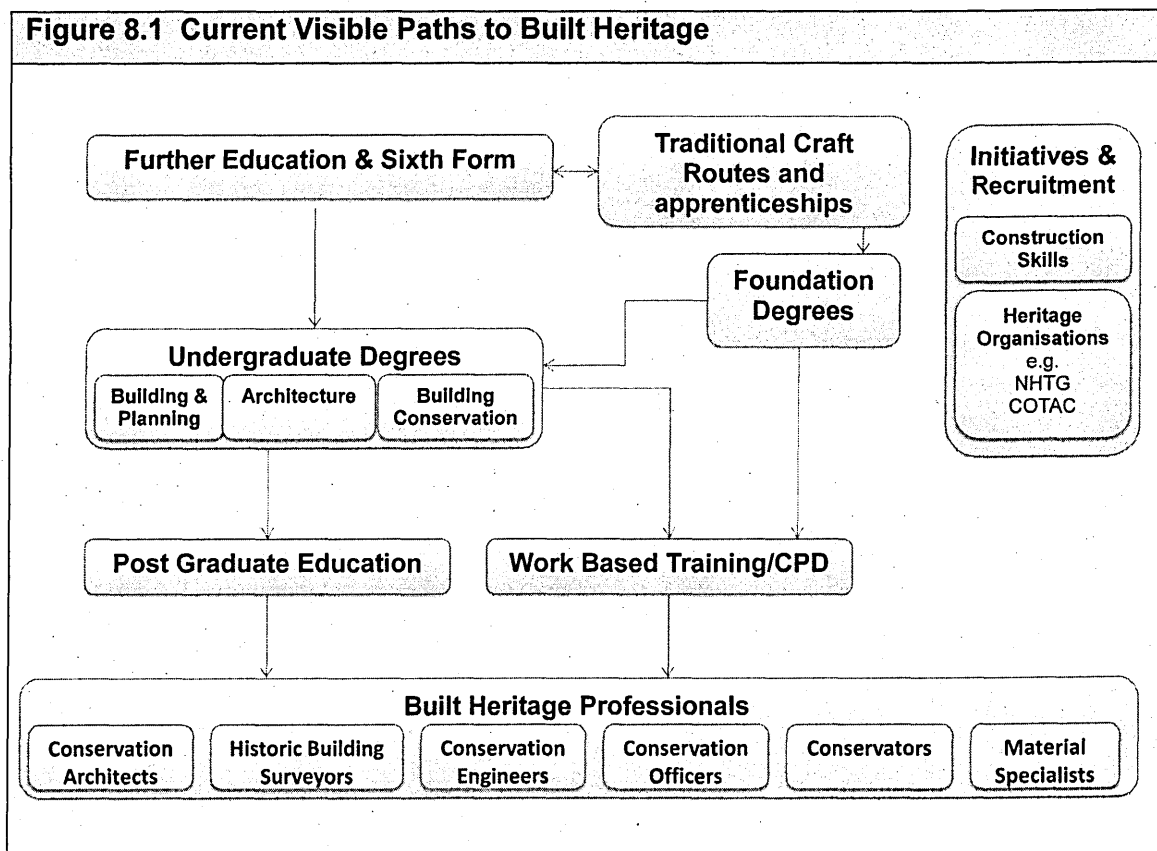 Figure 8.1 Current Visible Paths to Built Heritage
Further Education & Sixth Form
Traditional Craft
Routes and
apprenticeships
Initiatives &
Recruitment
Construction
Skills
Heritage
Organisations
e.g.
NHTG
COTAC
Foundation
Degrees
Undergraduate Degrees
Building &
Planning
Architecture
Building
Conservation
Post Graduate Education
Work Based Training/CPD
Built Heritage Professionals
Conservation
Architects
Historic Building
Surveyors
Conservation
Engineers
Conservation
Officers
Conservators
Material
Specialists